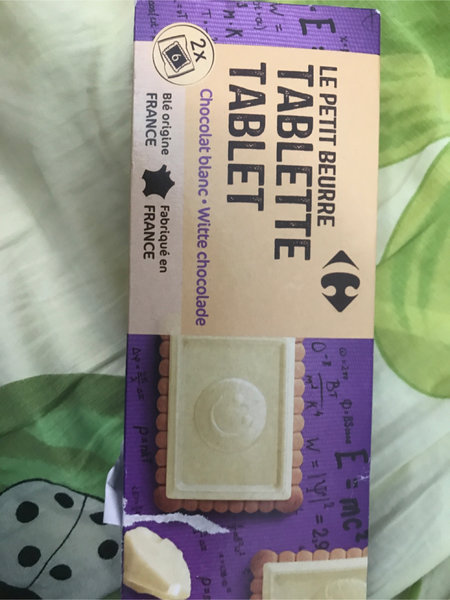 LE PETIT BEURRE
TABLETTE
TABLET
Chocolat blanc • Witte chocolade
2x
6
Blé origine
FRANCE
Fabriqué en
FRANCE
E = mc²